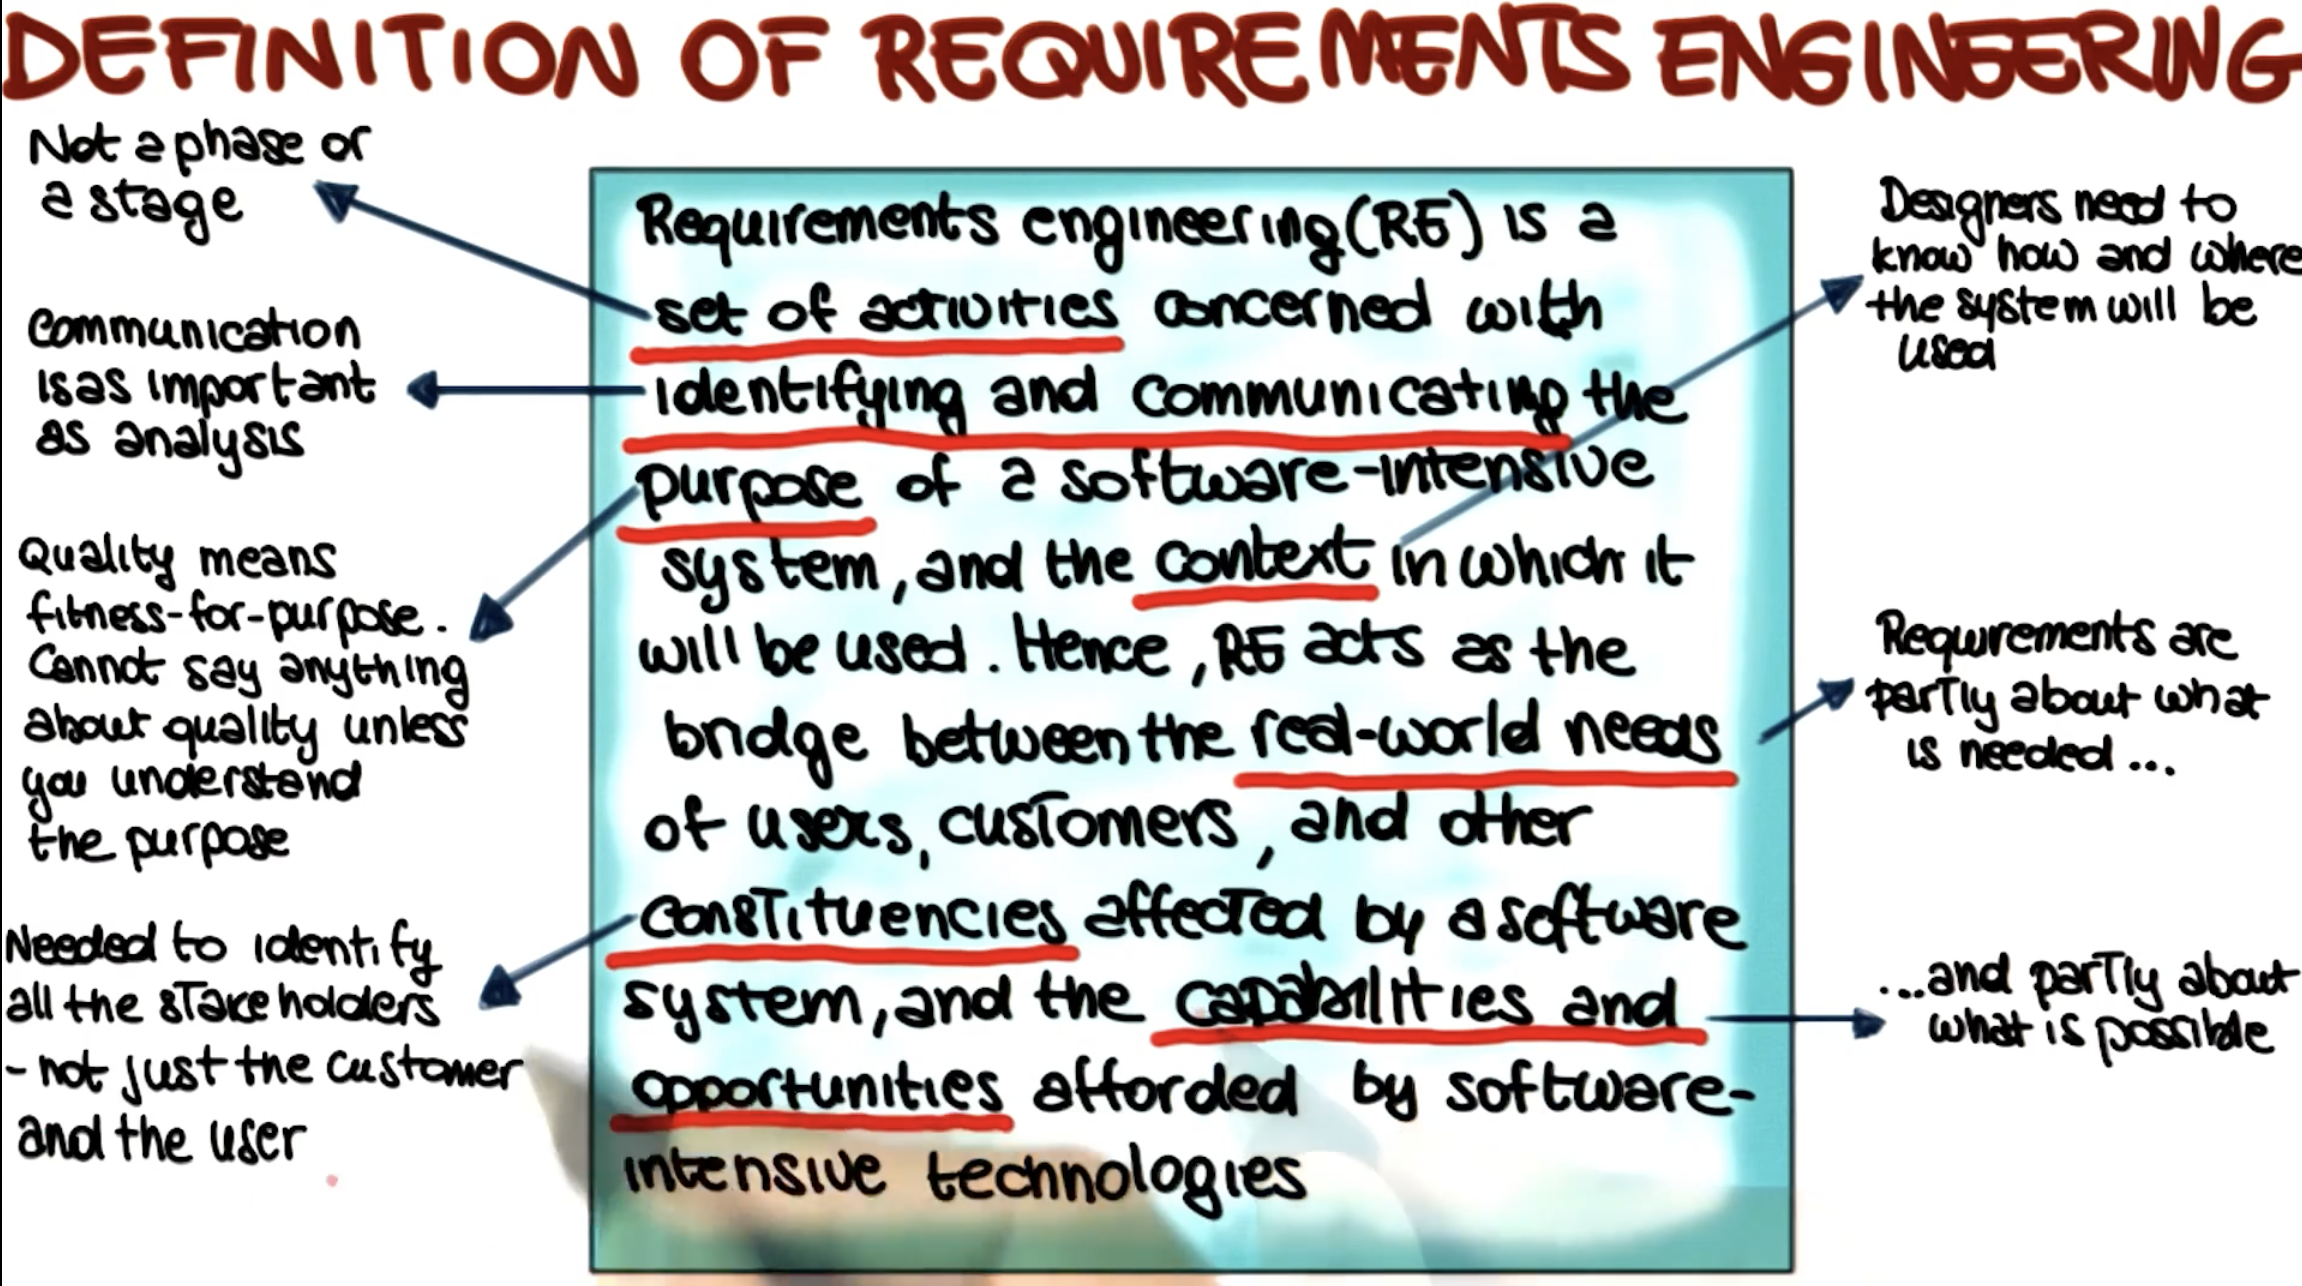 DEFINITION OF REQUIREMENTS ENGINEERING
Not a phase or
a stage
Communication
is as important
as analysis
Quality means
fitness-for-purpose.
Cannot say anything
about quality unless
you understand
the purpose
Needed to identify
all the stakeholders
- not just the customer
and the user
Requirements engineering (RE) is a
set of activities concerned with
identifying and communicating the
purpose of a software-intensive
system, and the context in which it
will be used. Hence, RE acts as the
bridge between the real-world needs
of users, customers, and other
constituencies affected by a software
system, and the capabilities and
opportunities afforded by software-
intensive technologies
Designers need to
know how and where
the system will be
used
Requirements are
partly about what
is needed ...
...and partly about
what is possible